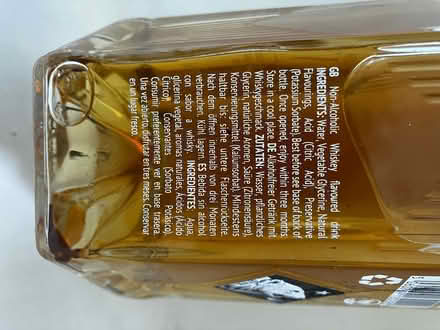 GB Non-Alcoholic Whiskey flavoured drink
INGREDIENTS: Water, Vegetable Glycerine, Natural
Flavourings, Acid (Citric Acid), Preservative
(Potassium Sorbate). Best before see base of back of
bottle. Once opened, enjoy within three months.
Store in a cool place. DE Alkoholfreier Getränk mit
Whiskygeschmack. ZUTATEN: Wasser, pflanzliches
Glycerin, natürliche Aromen, Säure (Zitronensäure),
Konservierungsmittel (Kaliumsorbat). Mindestens
haltbar bis, siehe untere Flaschenrückseite
Nach dem öffnen innerhalb von drei Monaten
verbrauchen. Kühl lagern. ES Bebida sin alcohol
con sabor a whisky. INGREDIENTES: Agua,
glicerina vegetal, aromas naturales, Ácidos (Ácido
Cítrico), Conservantes (Sorbato Potásico).
Consumir preferentemente ver en base trasera.
Una vez abierto, disfrutar en tres meses. Conservar
en un lugar fresco.